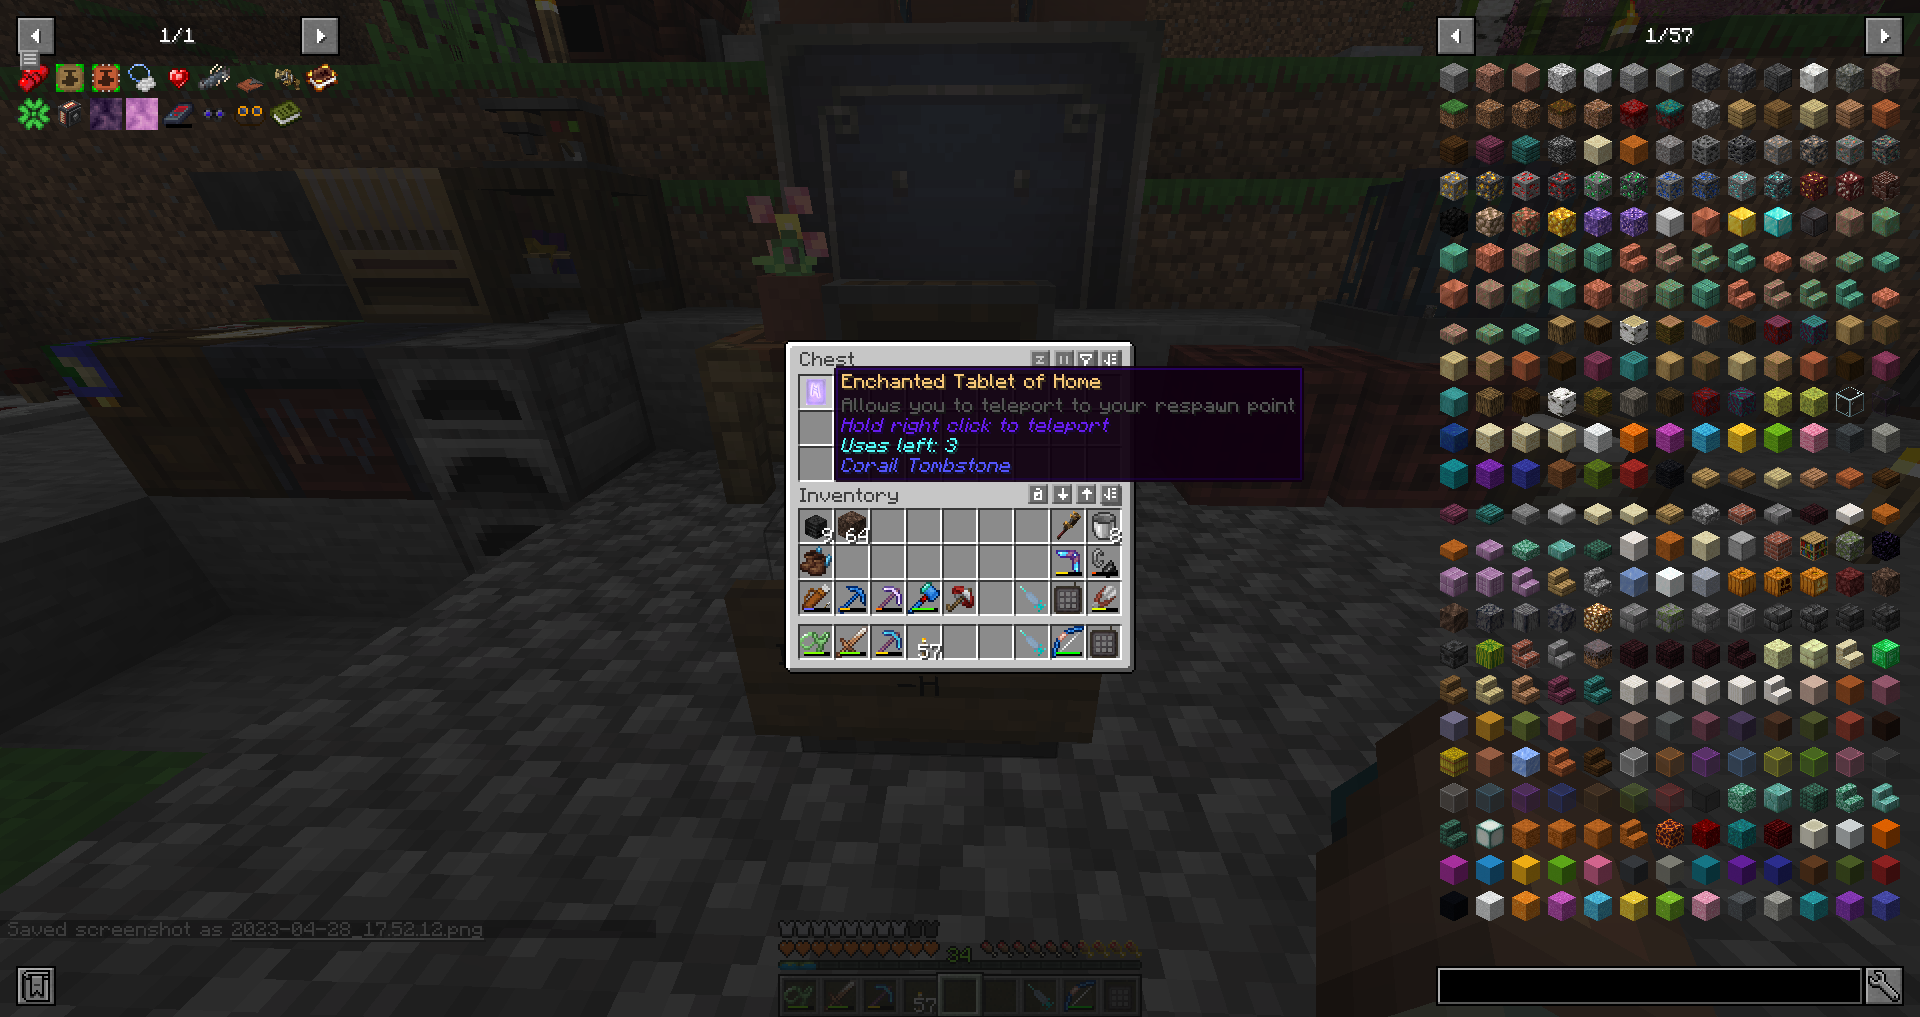 1/1
1/57
Chest
Enchanted Tablet of Home
Allows you to teleport to your respawn point
Hold right click to teleport
Uses left: 3
Corail Tombstone
Inventory
9
64
8
57
-H
Saved screenshot as 2023-04-28_17.52.12.png
84
57